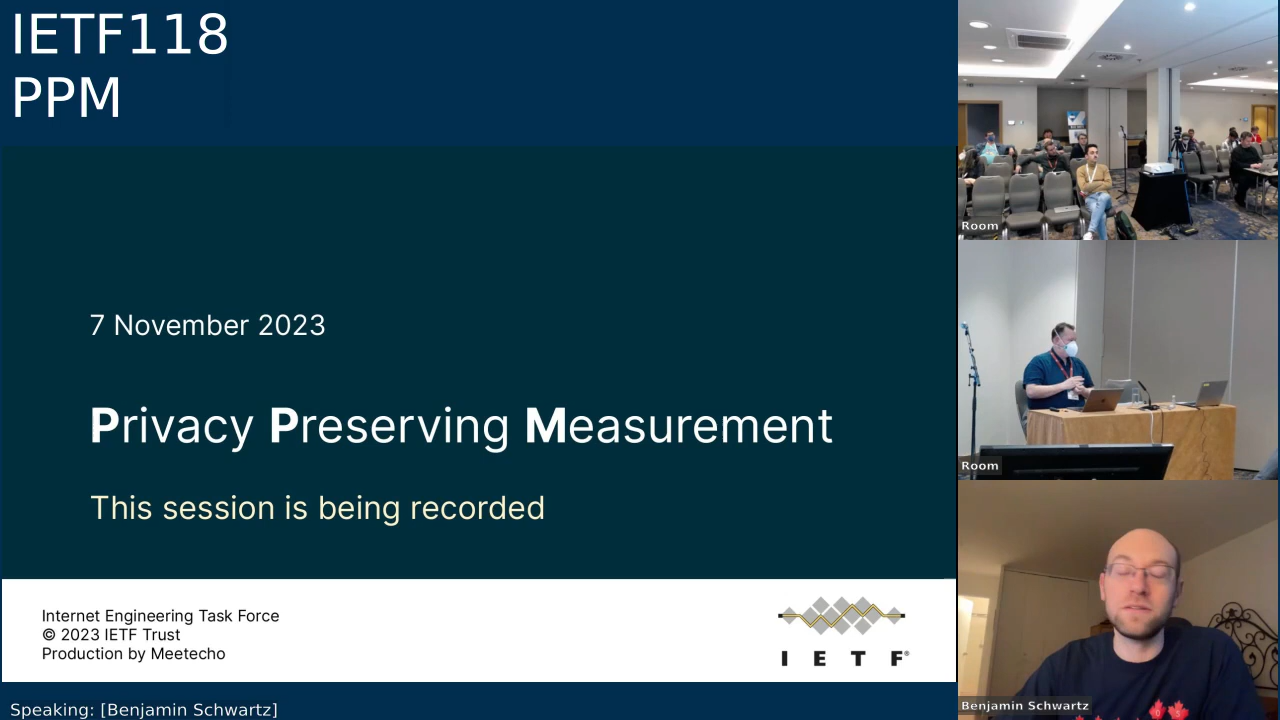 IETF118
PPM
7 November 2023
Privacy Preserving Measurement
This session is being recorded
Internet Engineering Task Force
© 2023 IETF Trust
Production by Meetecho
I E T F®
Speaking: [Benjamin Schwartz]
Room
Room
Benjamin Schwartz